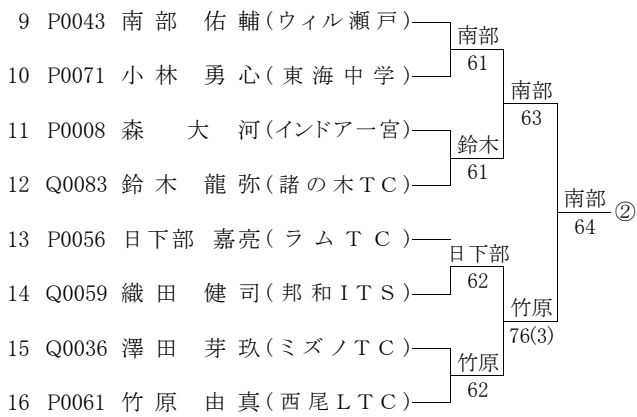 9 P0043 南部 佑輔(ウィル瀬戸)
南部
61
10 P0071 小林 勇心(東海中学)
南部
63
11 P0008 森 大河(インドア一宮)
鈴木
61
12 Q0083 鈴木 龍弥(諸の木TC)
南部
64
②
13 P0056 日下部 嘉亮(ラムTC)
日下部
62
14 Q0059 織田 健司(邦和ITS)
竹原
76(3)
15 Q0036 澤田 芽玖(ミズノTC)
竹原
62
16 P0061 竹原 由真(西尾LTC)